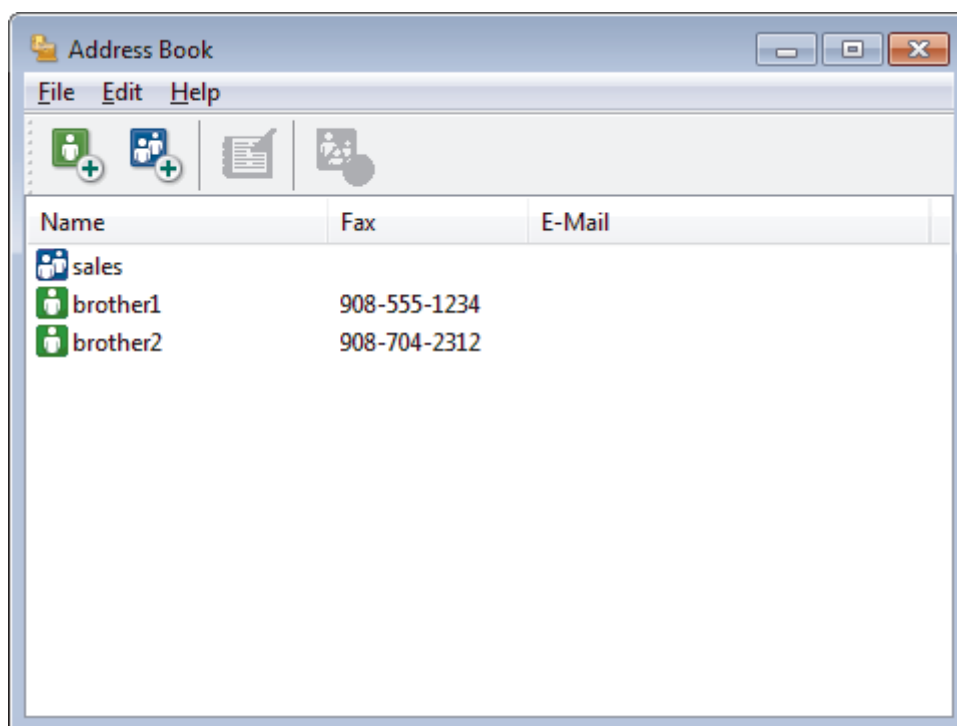 Address Book
File Edit Help
Name Fax E-Mail
sales
brother1 908-555-1234
brother2 908-704-2312